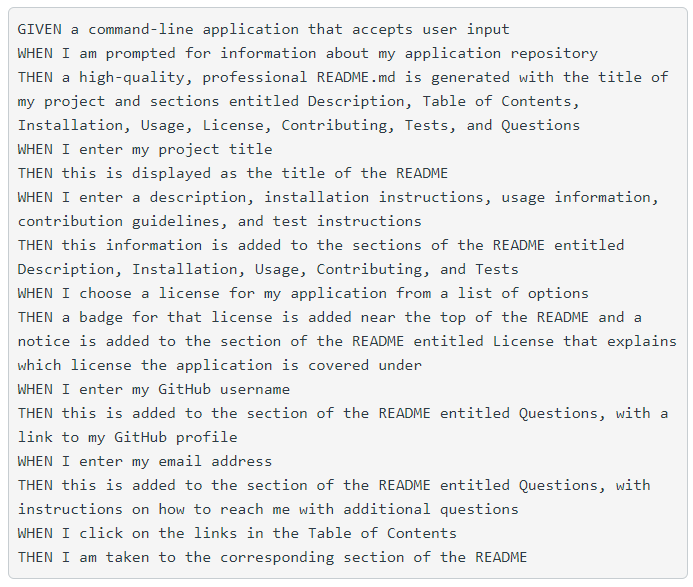 GIVEN a command-line application that accepts user input
WHEN I am prompted for information about my application repository
THEN a high-quality, professional README.md is generated with the title of
my project and sections entitled Description, Table of Contents,
Installation, Usage, License, Contributing, Tests, and Questions
WHEN I enter my project title
THEN this is displayed as the title of the README
WHEN I enter a description, installation instructions, usage information,
contribution guidelines, and test instructions
THEN this information is added to the sections of the README entitled
Description, Installation, Usage, Contributing, and Tests
WHEN I choose a license for my application from a list of options
THEN a badge for that license is added near the top of the README and a
notice is added to the section of the README entitled License that explains
which license the application is covered under
WHEN I enter my GitHub username
THEN this is added to the section of the README entitled Questions, with a
link to my GitHub profile
WHEN I enter my email address
THEN this is added to the section of the README entitled Questions, with
instructions on how to reach me with additional questions
WHEN I click on the links in the Table of Contents
THEN I am taken to the corresponding section of the README